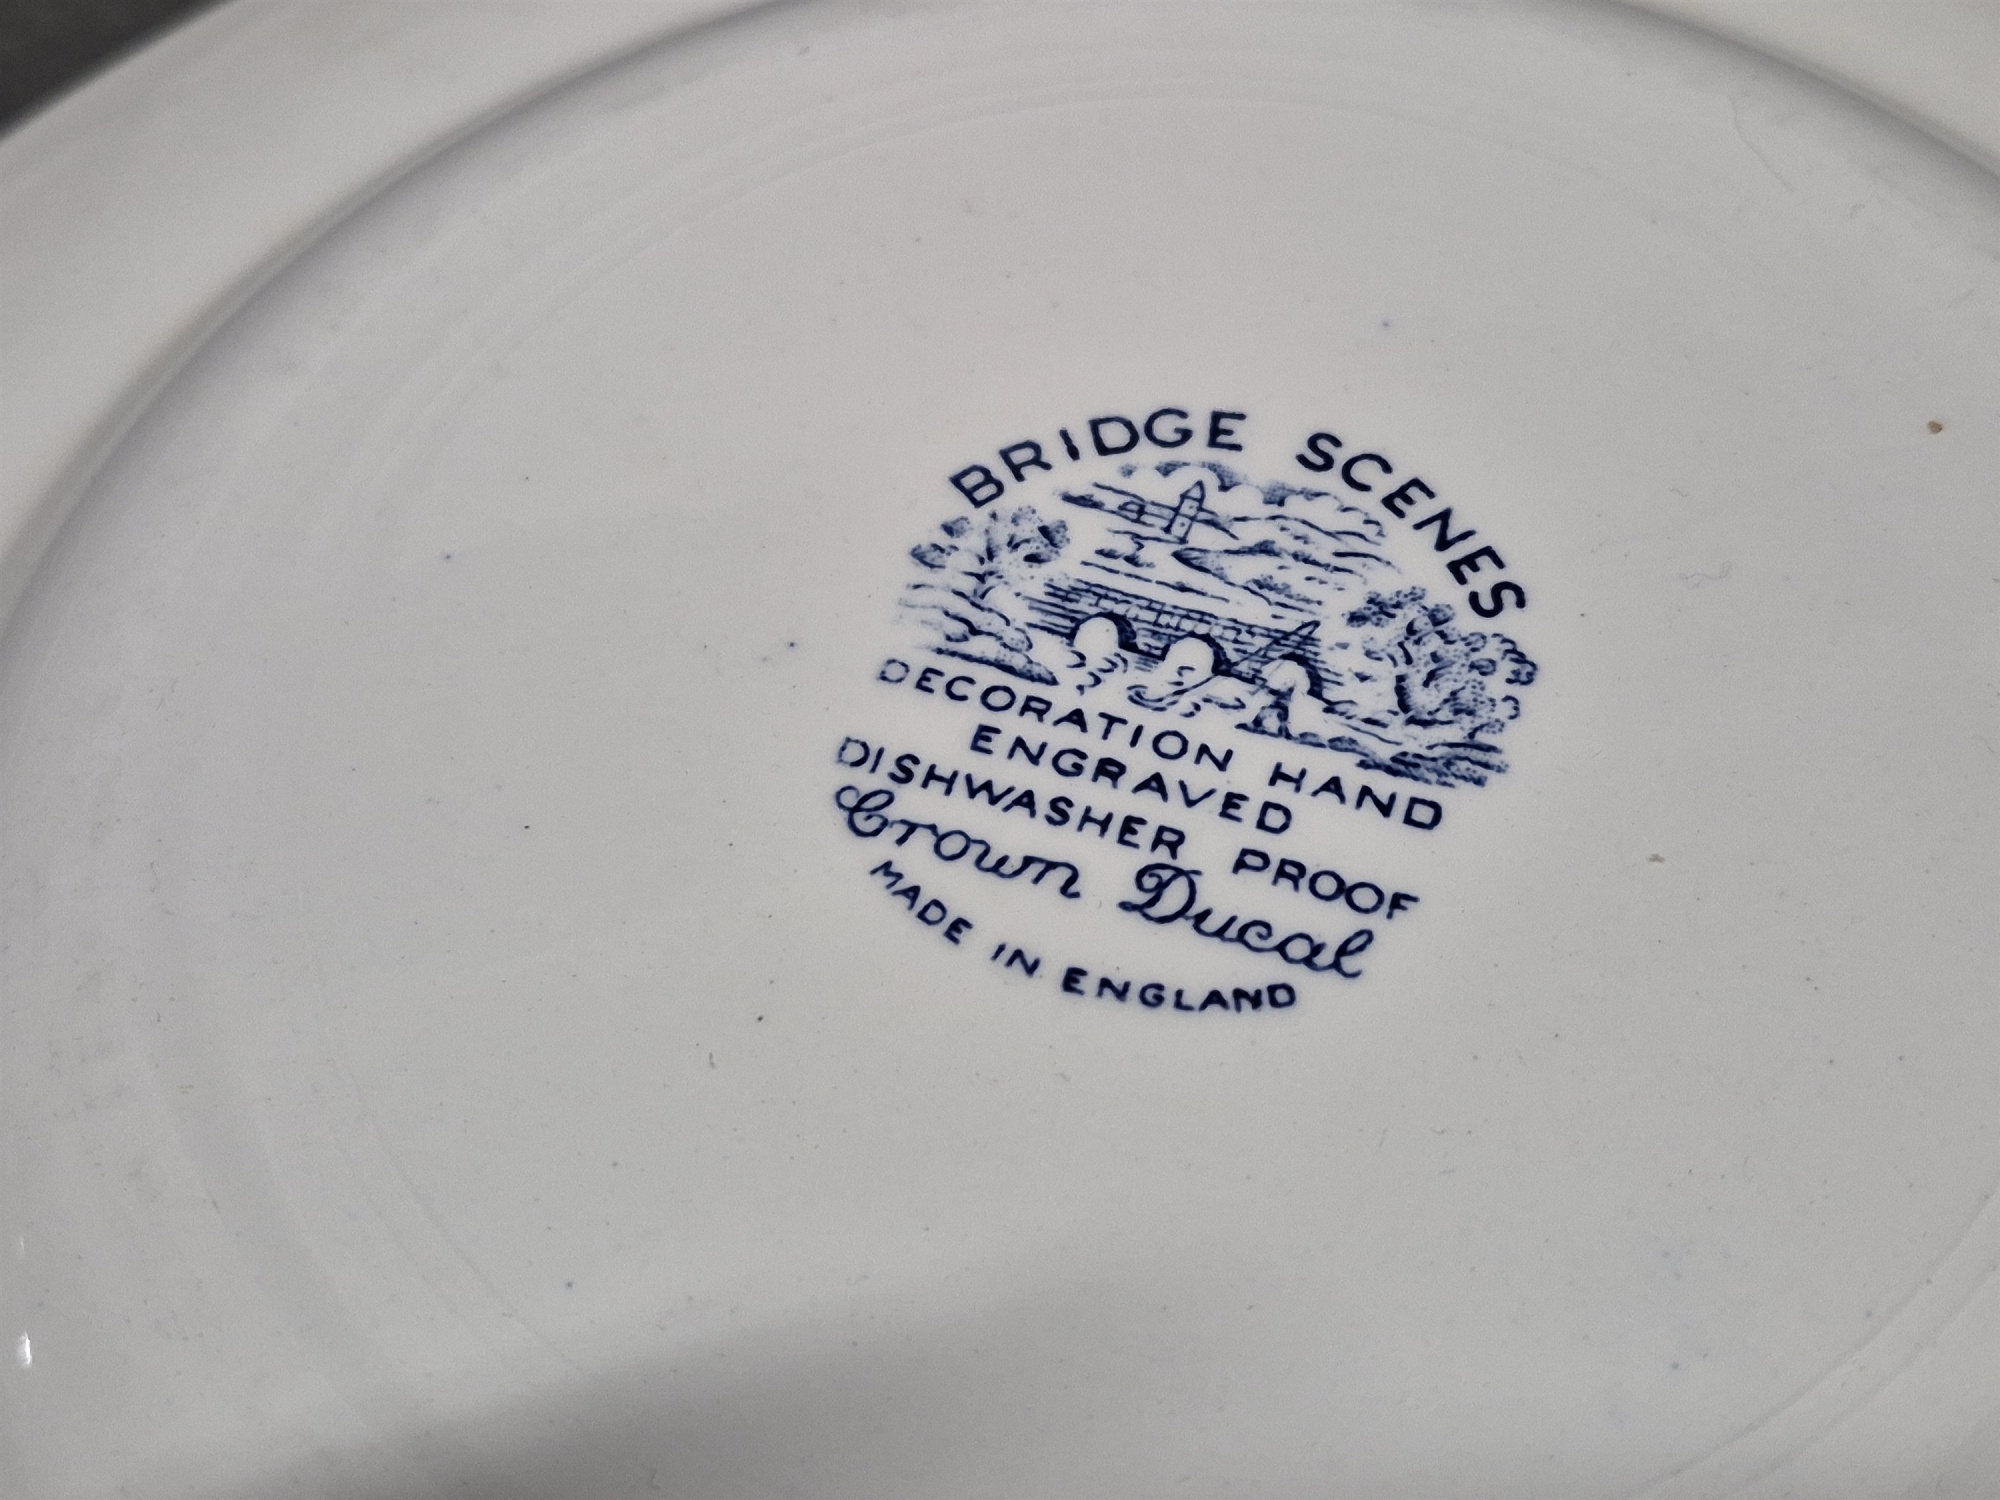 BRIDGE SCENES
DECORATION HAND
ENGRAVED
DISHWASHER PROOF
Crown Ducal
MADE IN ENGLAND